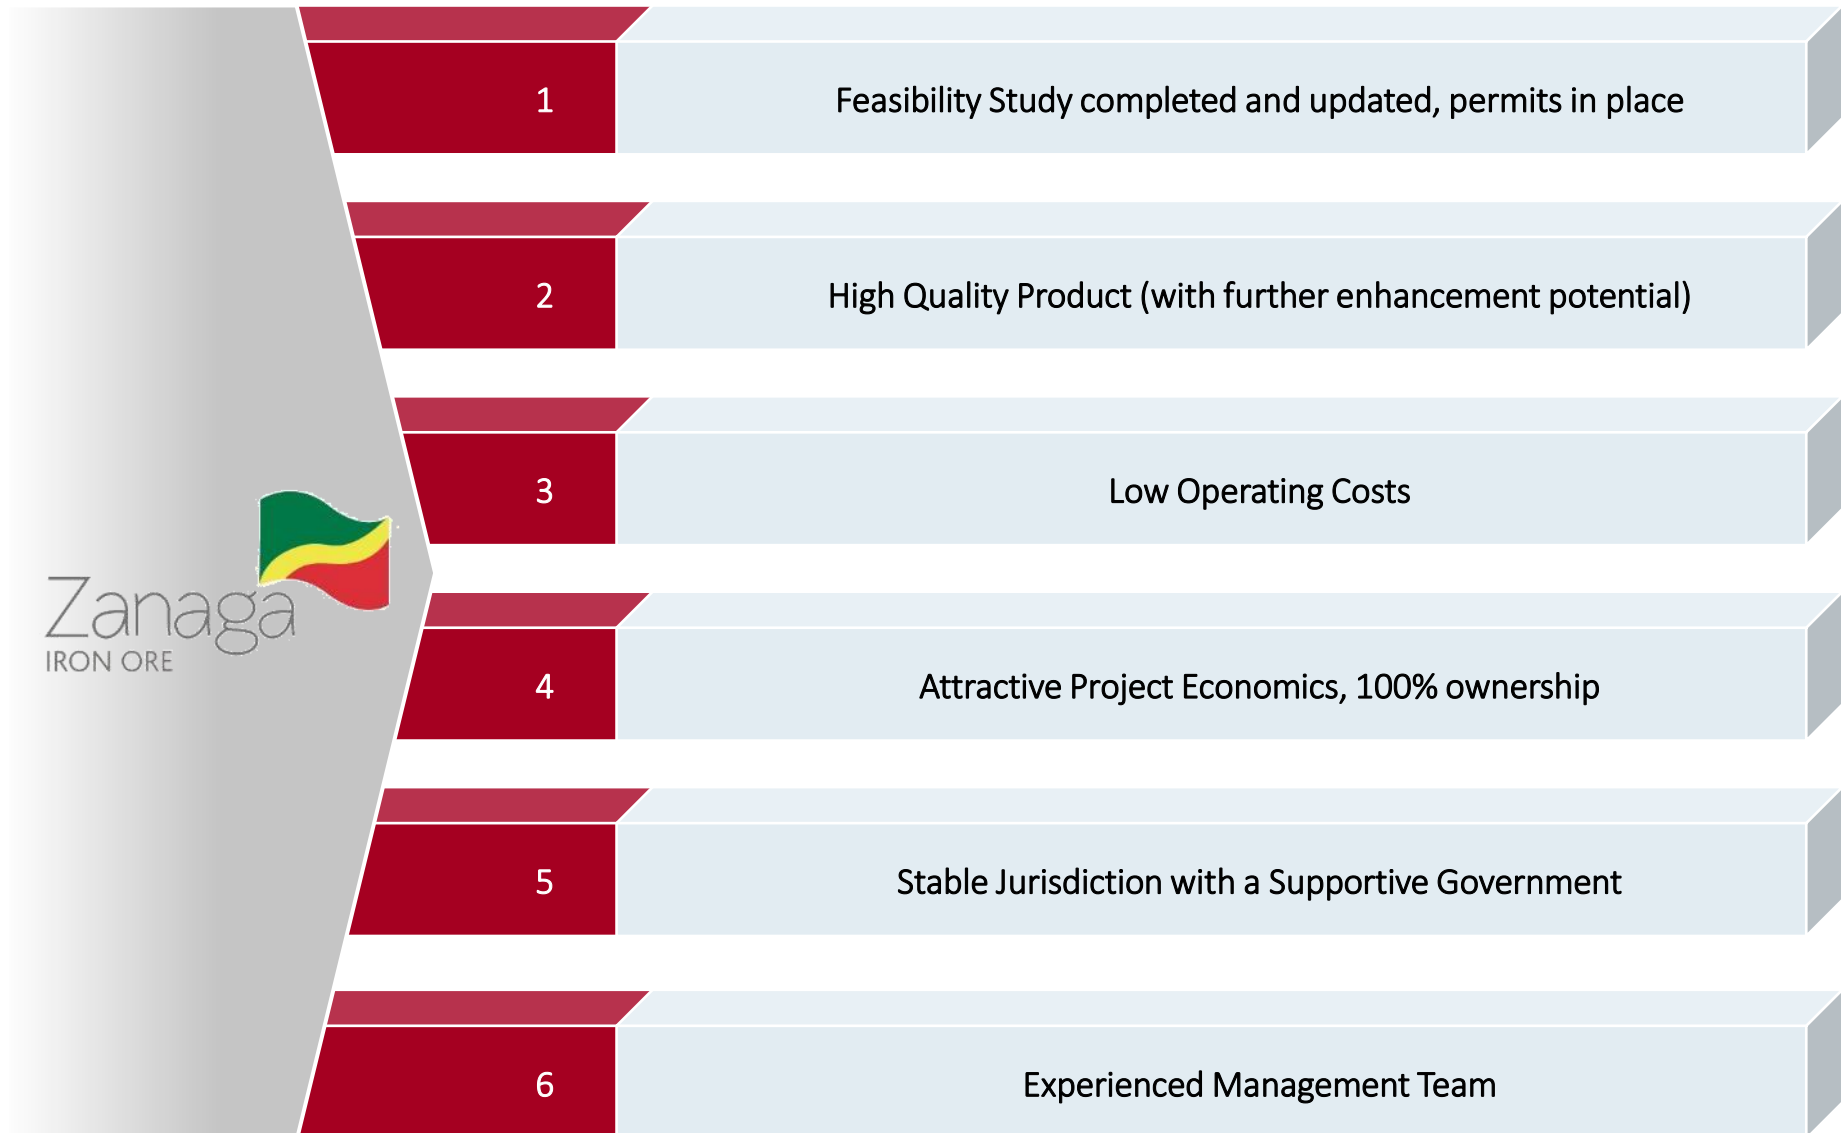 1
Feasibility Study completed and updated, permits in place
2
High Quality Product (with further enhancement potential)
3
Low Operating Costs
Zanaga
IRON ORE
4
Attractive Project Economics, 100% ownership
5
Stable Jurisdiction with a Supportive Government
6
Experienced Management Team